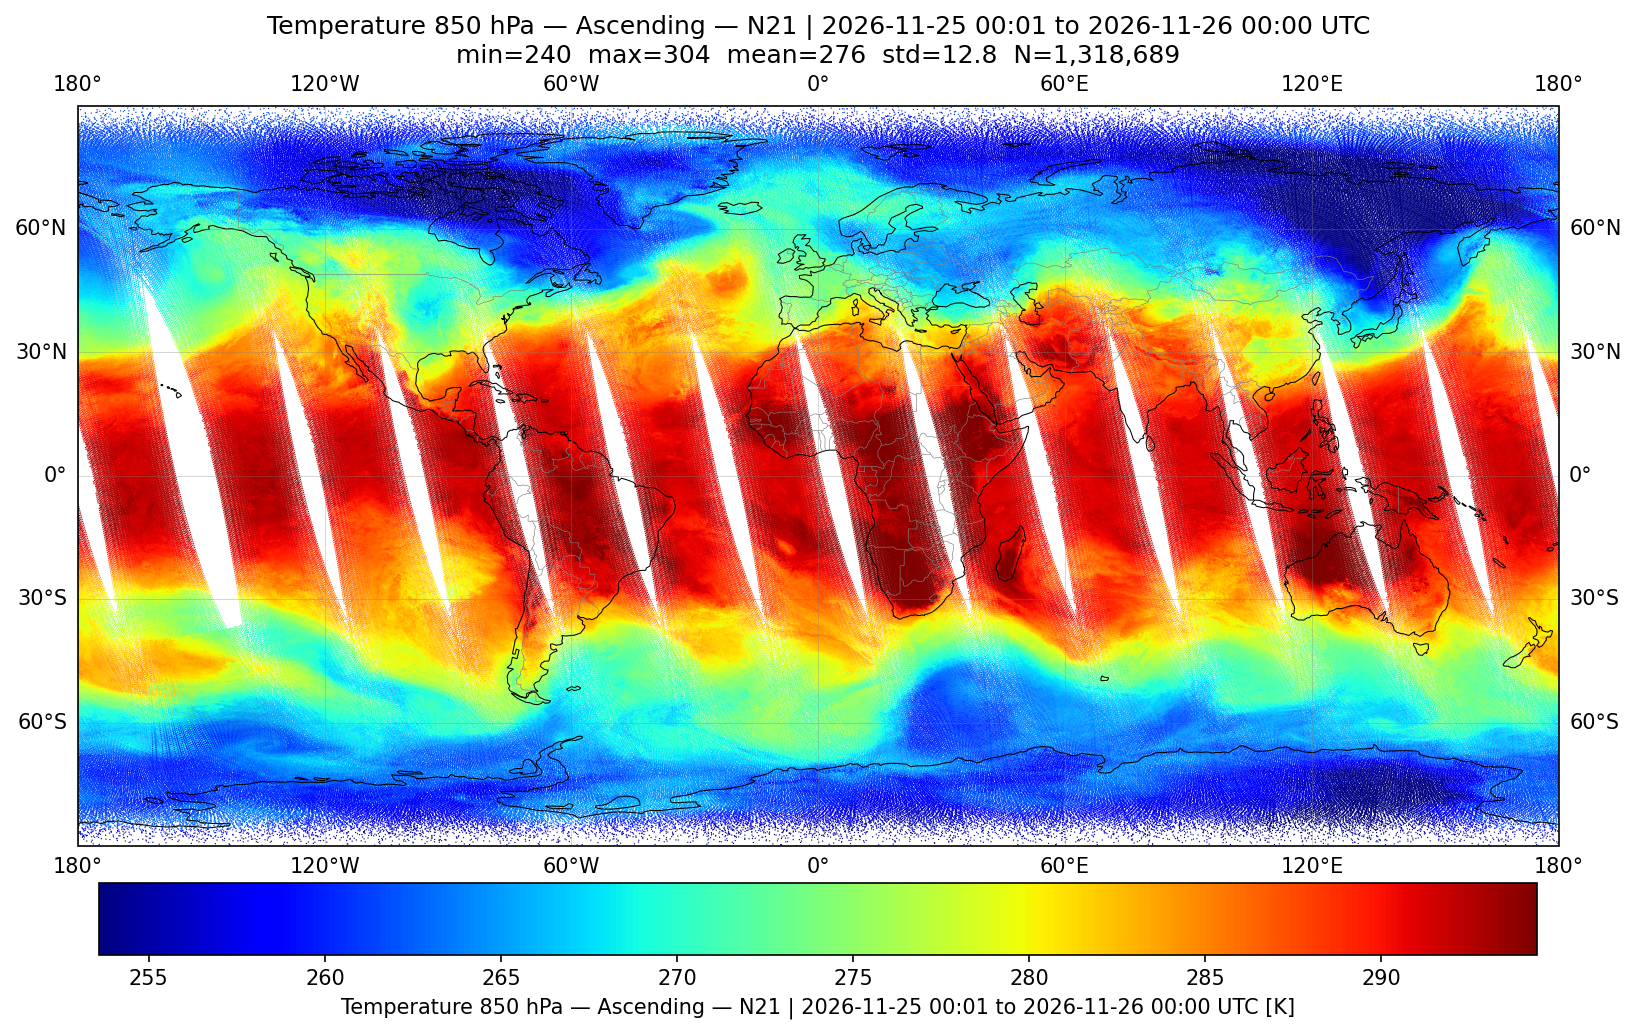 Temperature 850 hPa — Ascending — N21 | 2026-11-25 00:01 to 2026-11-26 00:00 UTC
min=240 max=304 mean=276 std=12.8 N=1,318,689
180° 120°W 60°W 0° 60°E 120°E 180°
60°N 60°N
30°N 30°N
0° 0°
30°S 30°S
60°S 60°S
180° 120°W 60°W 0° 60°E 120°E 180°
255 260 265 270 275 280 285 290
Temperature 850 hPa — Ascending — N21 | 2026-11-25 00:01 to 2026-11-26 00:00 UTC [K]